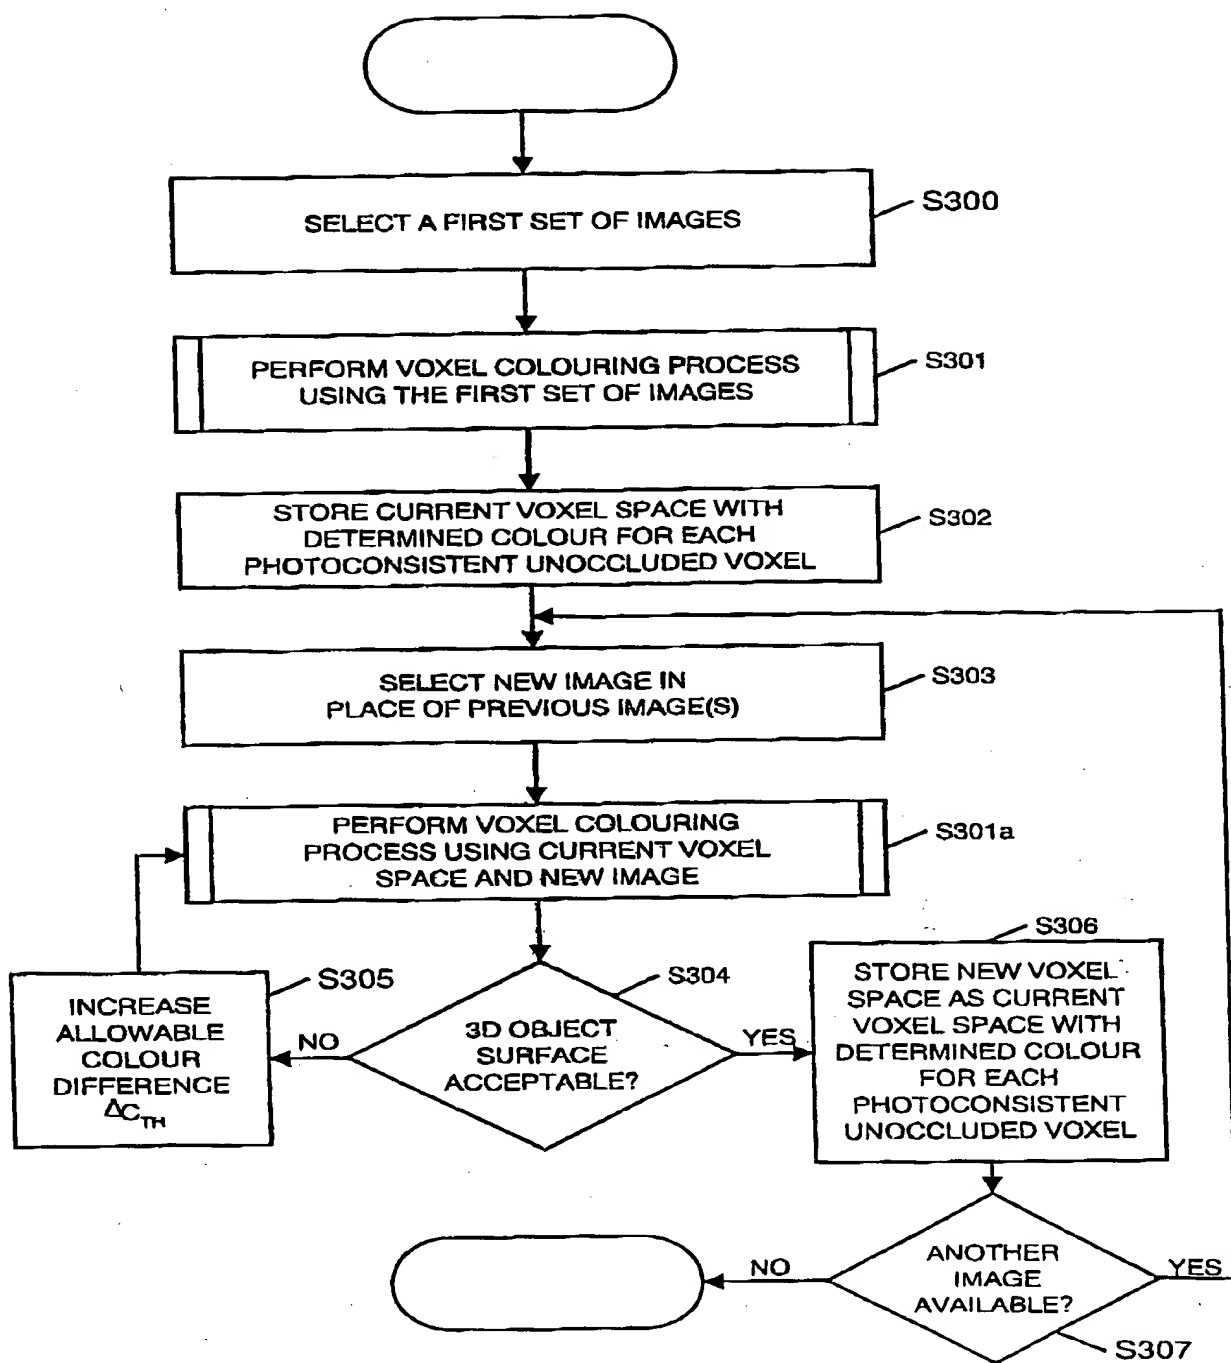 SELECT A FIRST SET OF IMAGES
S300
PERFORM VOXEL COLOURING PROCESS
USING THE FIRST SET OF IMAGES
S301
STORE CURRENT VOXEL SPACE WITH
DETERMINED COLOUR FOR EACH
PHOTOCONSISTENT UNOCCLUDED VOXEL
S302
SELECT NEW IMAGE IN
PLACE OF PREVIOUS IMAGE(S)
S303
PERFORM VOXEL COLOURING
PROCESS USING CURRENT VOXEL
SPACE AND NEW IMAGE
S301a
INCREASE
ALLOWABLE
COLOUR
DIFFERENCE
ΔC_TH
S305
NO
3D OBJECT
SURFACE
ACCEPTABLE?
S304
YES
S306
STORE NEW VOXEL
SPACE AS CURRENT
VOXEL SPACE WITH
DETERMINED COLOUR
FOR EACH
PHOTOCONSISTENT
UNOCCLUDED VOXEL
NO
ANOTHER
IMAGE
AVAILABLE?
YES
S307